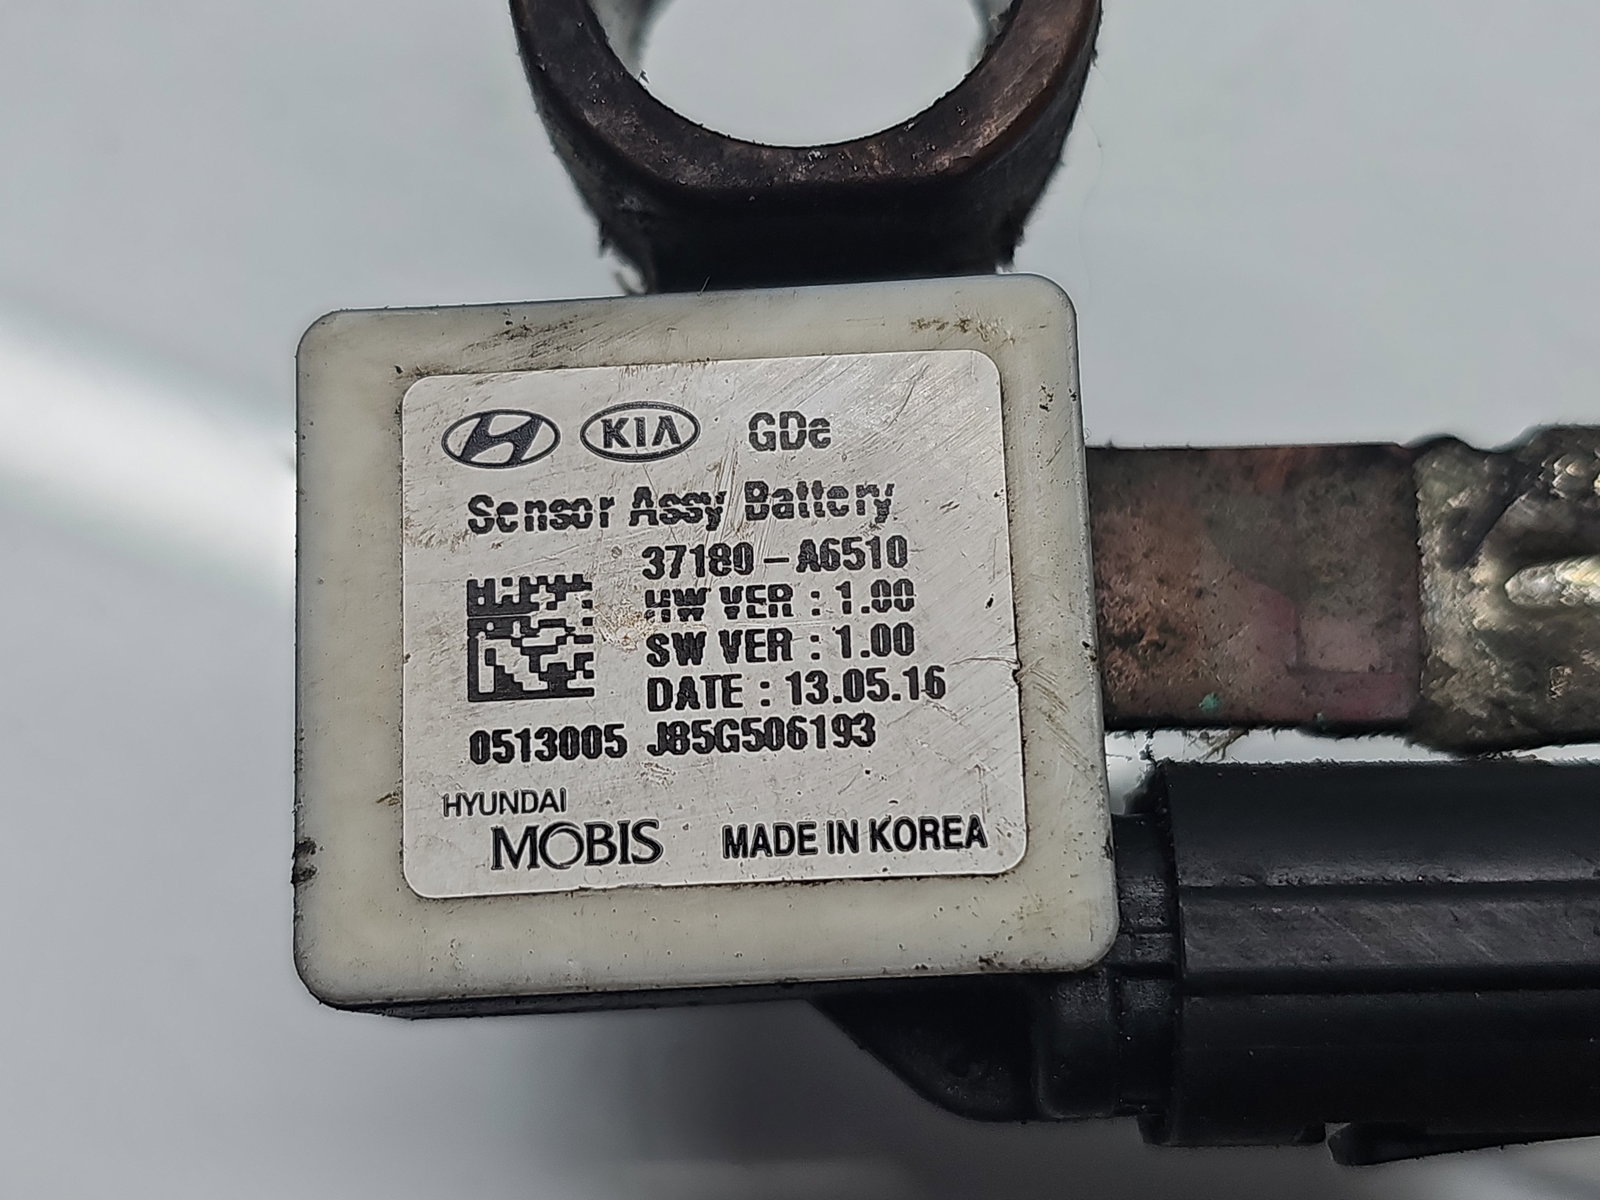 KIA GDe
Sensor Assy Battery
37180-A6510
HW VER : 1.00
SW VER : 1.00
DATE : 13.05.16
0513005 J85G506193
HYUNDAI
MOBIS MADE IN KOREA